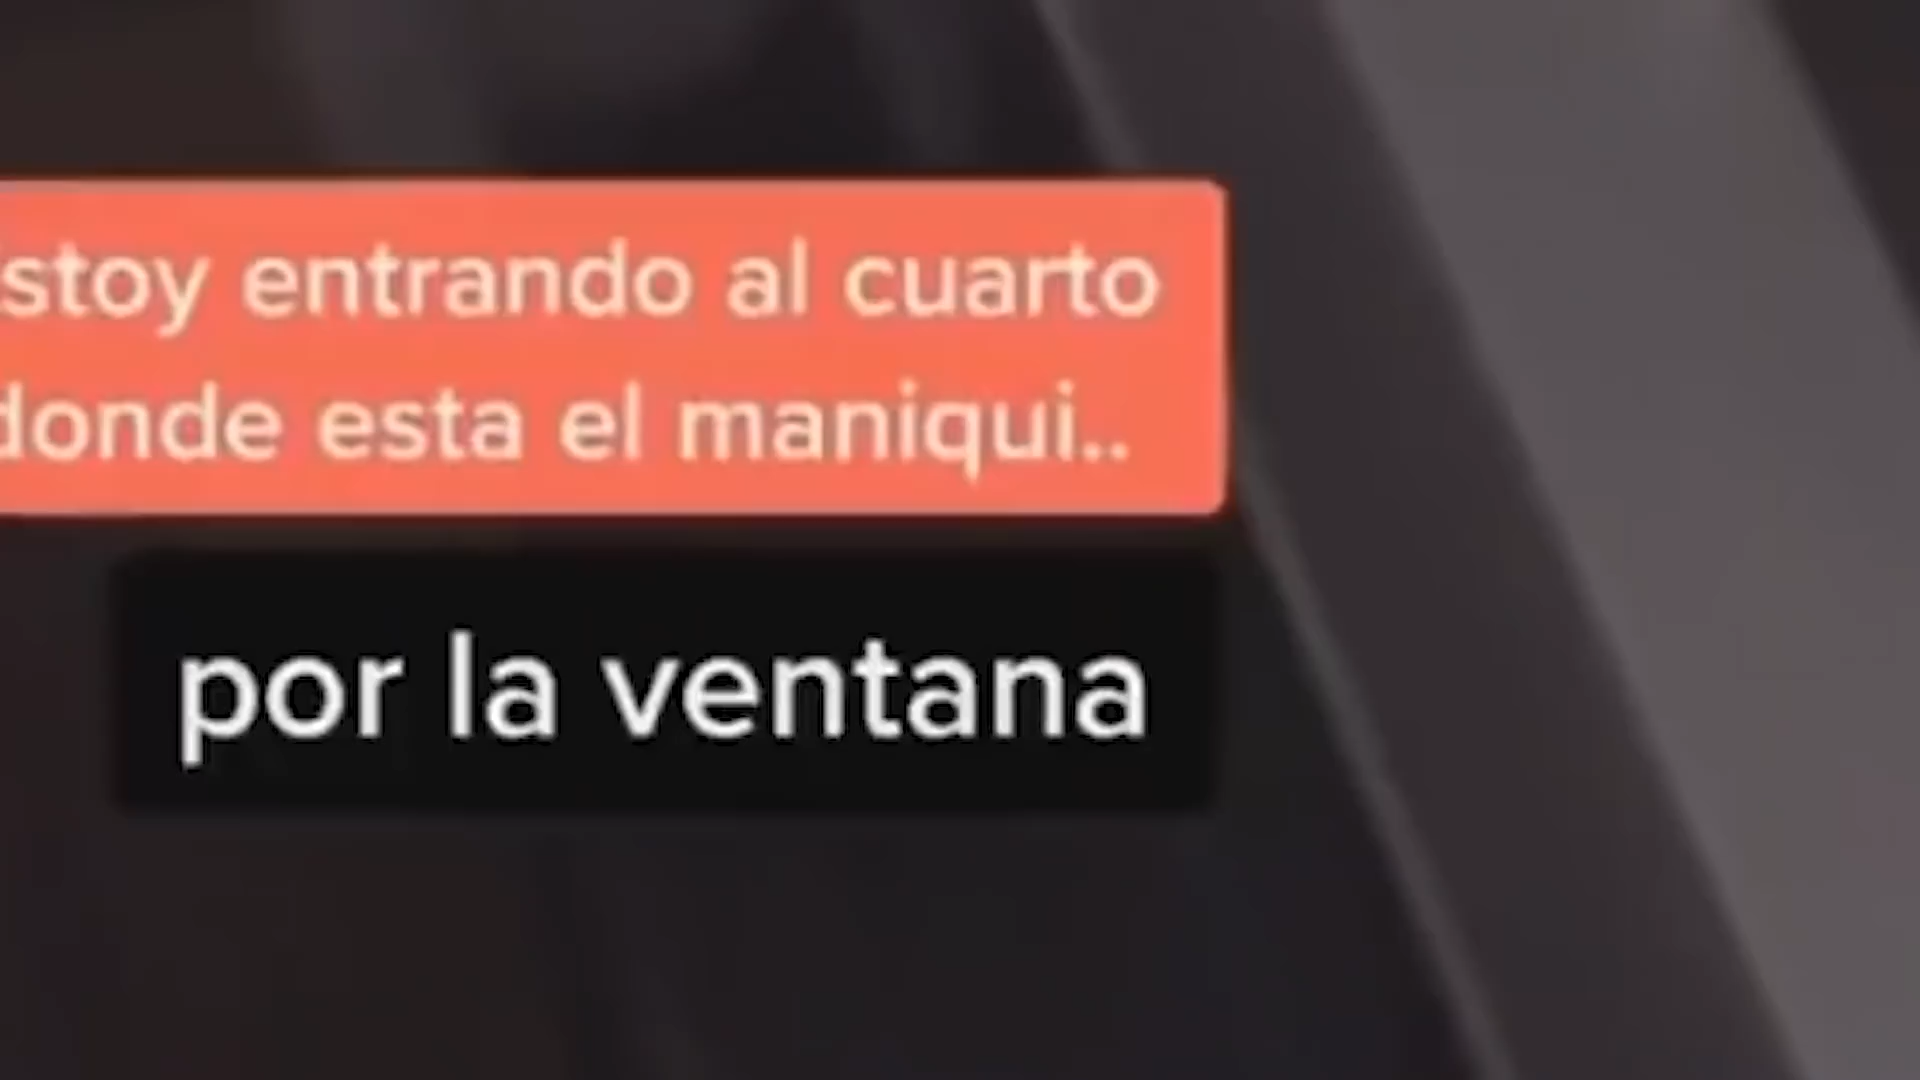 stoy entrando al cuarto
donde esta el maniqui..
por la ventana